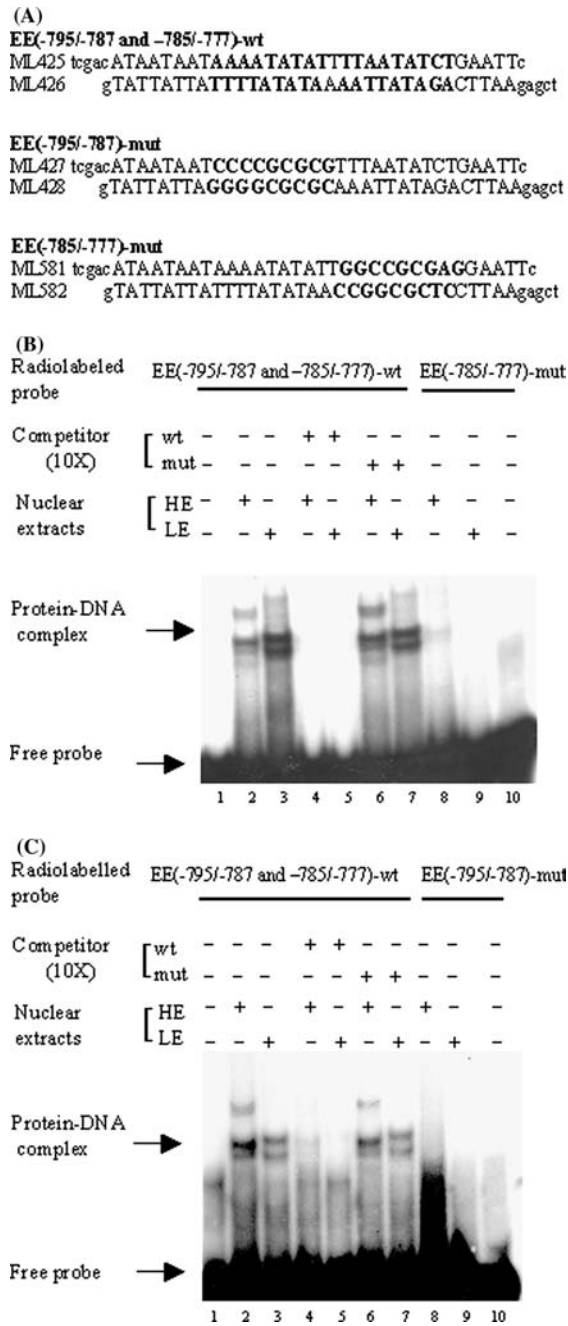 (A)
EE(-795/-787 and –785/-777)-wt
ML425 tcgacATAATAATAAAATATATTTTAATATCTGAATTc
ML426 gTATTATTATTTTATATAAAATTATAGACTTAAgagct
EE(-795/-787)-mut
ML427 tcgacATAATAATCCCCGCGCGTTTAATATCTGAATTc
ML428 gTATTATTAGGGGCGCGCAAATTATAGACTTAAgagct
EE(-785/-777)-mut
ML581 tcgacATAATAATAAAATATATTGGCCGCGAGGAATTc
ML582 gTATTATTATTTTATATAACCGGCGCTCCTTAAgagct
(B)
Radiolabeled probe EE(-795/-787 and –785/-777)-wt EE(-785/-777)-mut
Competitor (10X) [ wt – – – + + – – – – –
mut – – – – – + + – – –
Nuclear extracts [ HE – + – + – + – + – –
LE – – + – + – + – + –
Protein-DNA complex
Free probe
1 2 3 4 5 6 7 8 9 10
(C)
Radiolabelled probe EE(-795/-787 and –785/-777)-wt EE(-795/-787)-mut
Competitor (10X) [ wt – – – + + – – – – –
mut – – – – – + + – – –
Nuclear extracts [ HE – + – + – + – + – –
LE – – + – + – + – + –
Protein-DNA complex
Free probe
1 2 3 4 5 6 7 8 9 10